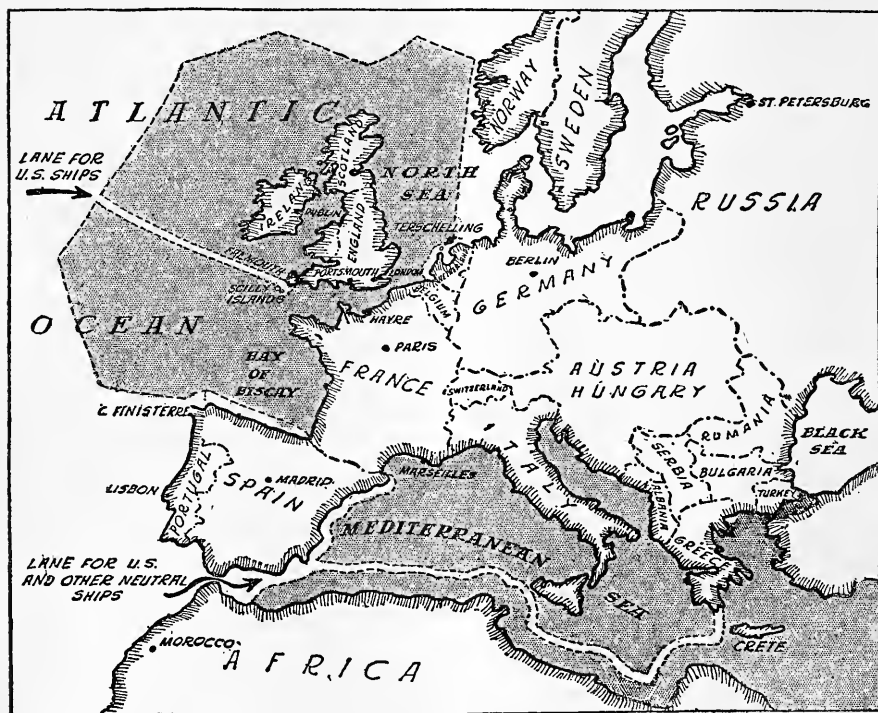 ATLANTIC
LANE FOR
U.S. SHIPS
NORWAY
SWEDEN
ST. PETERSBURG
RUSSIA
SCOTLAND
NORTH
SEA
IRELAND
DUBLIN
ENGLAND
TERSCHELLING
FALMOUTH
PORTSMOUTH
LONDON
SCILLY
ISLANDS
BELGIUM
BERLIN
GERMANY
OCEAN
HAVRE
PARIS
FRANCE
BAY
OF
BISCAY
SWITZERLAND
AUSTRIA
HUNGARY
C. FINISTERRE
ITALY
RUMANIA
BLACK
SEA
SERBIA
BULGARIA
TURKEY
ALBANIA
GREECE
MARSEILLES
PORTUGAL
SPAIN
MADRID
LISBON
MEDITERRANEAN
SEA
LANE FOR U.S.
AND OTHER NEUTRAL
SHIPS
CRETE
MOROCCO
AFRICA